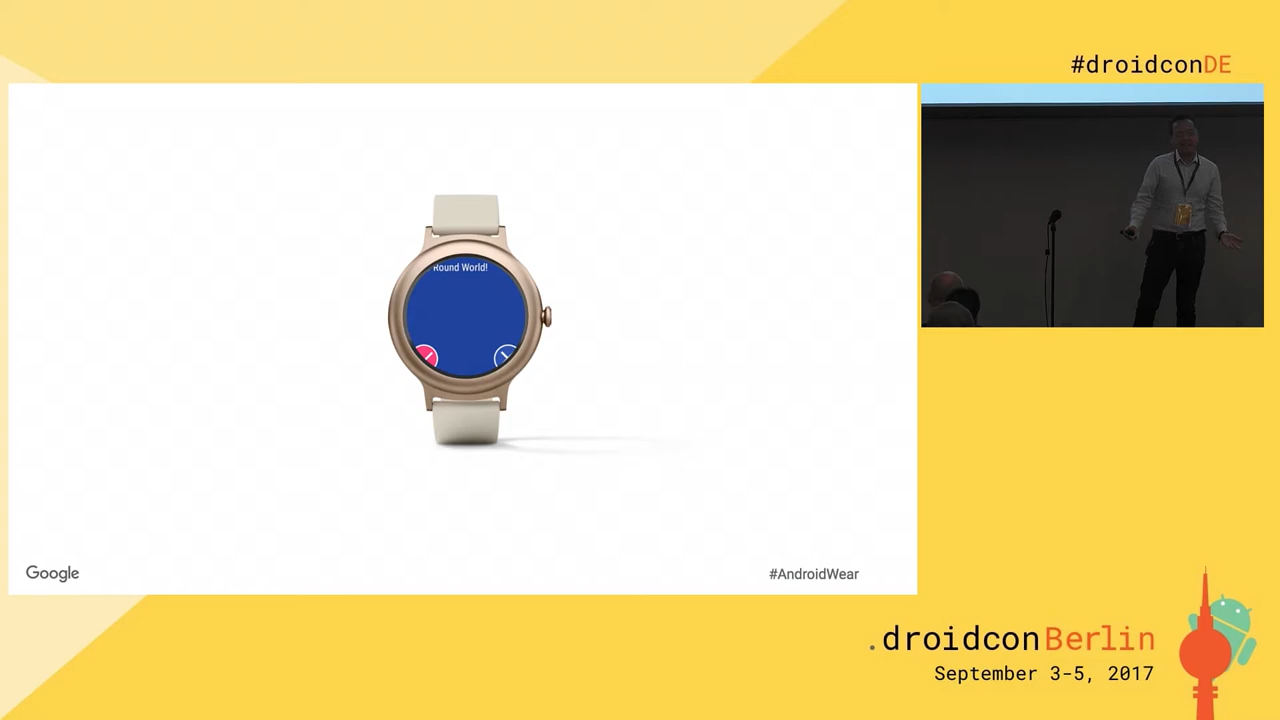 #droidconDE
Round World!
Google
#AndroidWear
.droidconBerlin
September 3-5, 2017